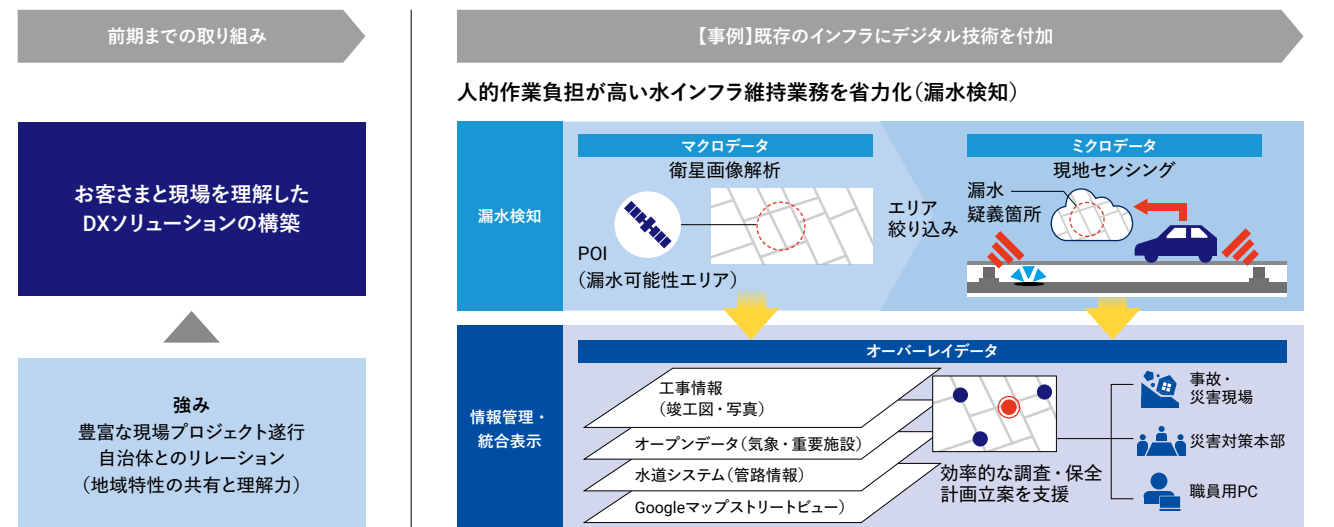 前期までの取り組み
お客さまと現場を理解した
DXソリューションの構築
強み
豊富な現場プロジェクト遂行
自治体とのリレーション
（地域特性の共有と理解力）
【事例】既存のインフラにデジタル技術を付加
人的作業負担が高い水インフラ維持業務を省力化（漏水検知）
漏水検知
マクロデータ
衛星画像解析
POI
（漏水可能性エリア）
エリア
絞り込み
ミクロデータ
現地センシング
漏水
疑義箇所
情報管理・
統合表示
オーバーレイデータ
工事情報
（竣工図・写真）
オープンデータ（気象・重要施設）
水道システム（管路情報）
Googleマップストリートビュー）
効率的な調査・保全
計画立案を支援
事故・
災害現場
災害対策本部
職員用PC